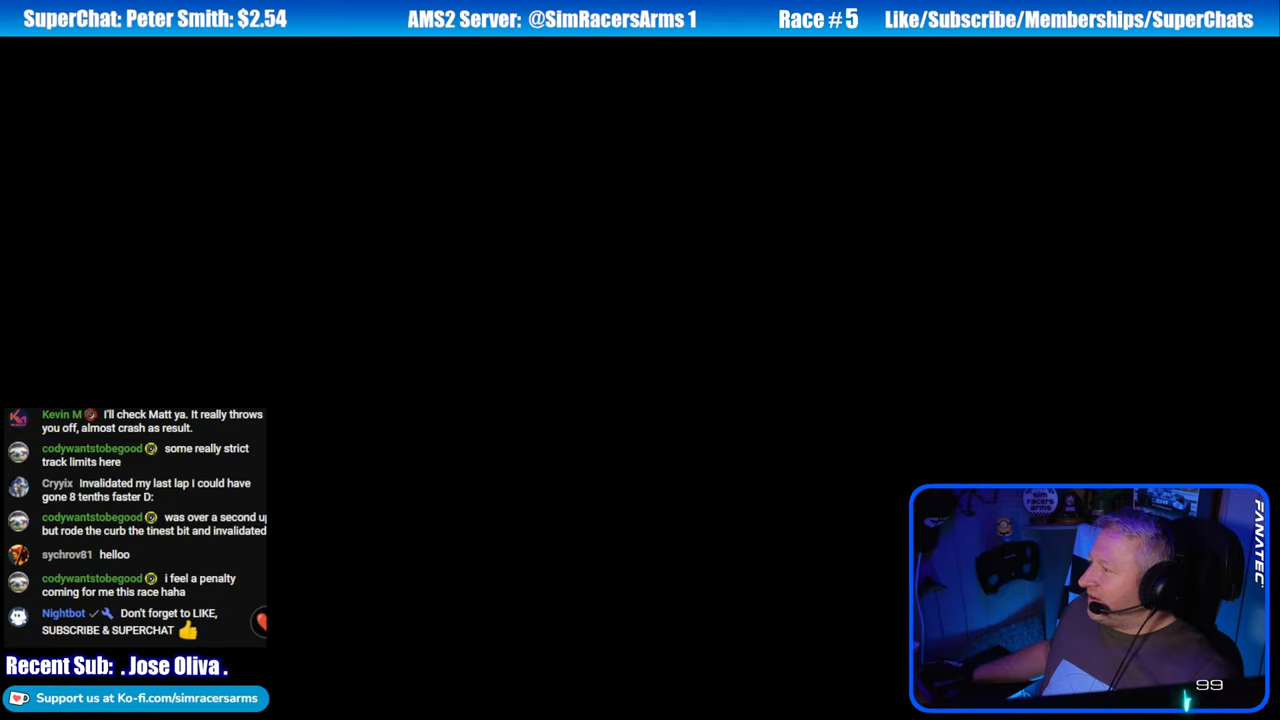 SuperChat: Peter Smith: $2.54
AMS2 Server: @SimRacersArms 1
Race # 5
Like/Subscribe/Memberships/SuperChats
Kevin M I'll check Matt ya. It really throws
you off, almost crash as result.
codywantstobegood some really strict
track limits here
Cryyix Invalidated my last lap I could have
gone 8 tenths faster D:
codywantstobegood was over a second up
but rode the curb the tinest bit and invalidated
sychrov81 helloo
codywantstobegood i feel a penalty
coming for me this race haha
Nightbot Don't forget to LIKE,
SUBSCRIBE & SUPERCHAT
Recent Sub: . Jose Oliva .
Support us at Ko-fi.com/simracersarms
sim
racers
arms
FANATEC
99